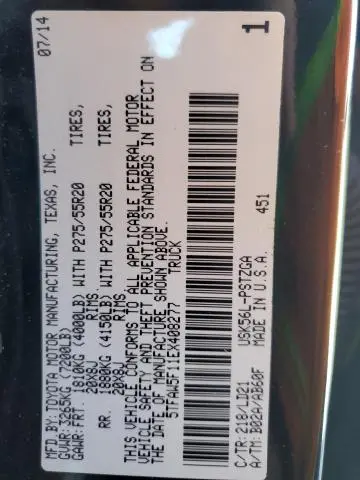 MFD.BY:TOYOTA MOTOR MANUFACTURING, TEXAS, INC. 07/14
GVWR:3265KG(7200LB)
GAWR:FRT. 1810KG(4000LB) WITH P275/55R20 TIRES,
20X8J RIMS
RR. 1880KG(4150LB) WITH P275/55R20 TIRES,
20X8J RIMS
THIS VEHICLE CONFORMS TO ALL APPLICABLE FEDERAL MOTOR
VEHICLE SAFETY AND THEFT PREVENTION STANDARDS IN EFFECT ON
THE DATE OF MANUFACTURE SHOWN ABOVE.
5TFAW5F11EX408277 TRUCK
451
C/TR:218/LD21 USK56L-PSTZGA
A/TM:B02A/AB60F MADE IN U.S.A. 1